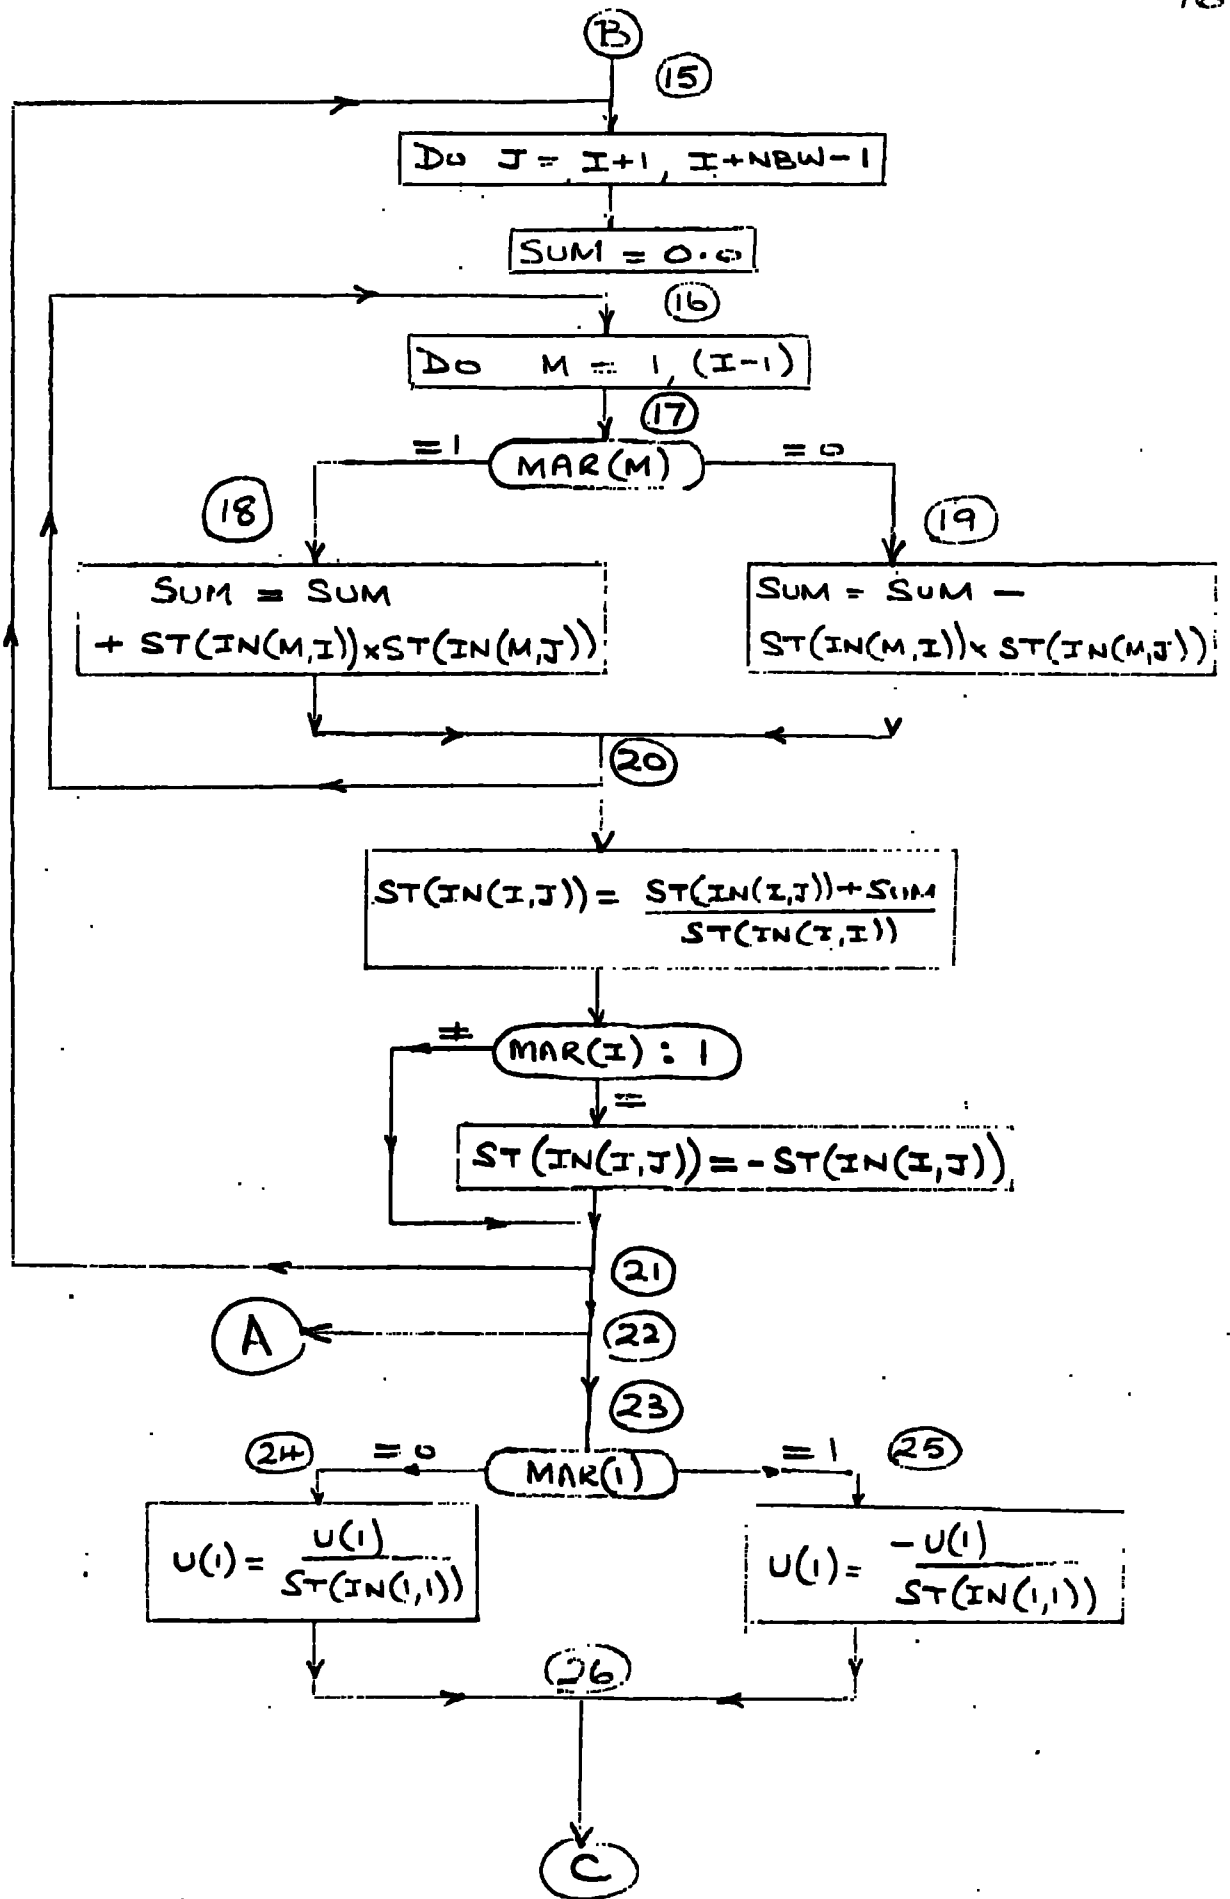 B
15
DO J = I+1, I+NBW-1
SUM = 0.0
16
DO M = 1, (I-1)
17
=1 MAR(M) =0
18
19
SUM = SUM
+ ST(IN(M,I))×ST(IN(M,J))
SUM = SUM -
ST(IN(M,I))× ST(IN(M,J))
20
ST(IN(I,J)) = ST(IN(I,J))+SUM
ST(IN(I,I))
≠ MAR(I) : 1
=
ST(IN(I,J)) = - ST(IN(I,J))
21
A
22
23
24 =0 MAR(1) =1 25
U(1) = U(1)
ST(IN(1,1))
U(1) = -U(1)
ST(IN(1,1))
26
C